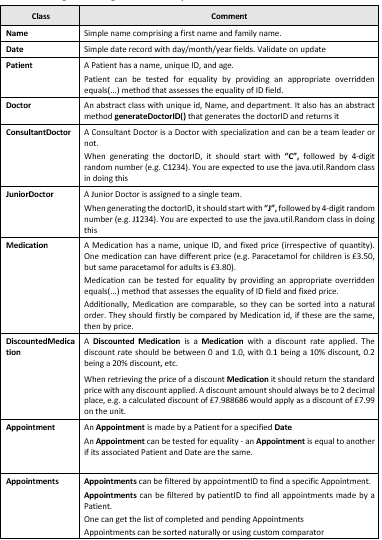 Class Comment
Name Simple name comprising a first name and family name.
Date Simple date record with day/month/year fields. Validate on update
Patient A Patient has a name, unique ID, and age.
Patient can be tested for equality by providing an appropriate overridden
equals(...) method that assesses the equality of ID field.
Doctor An abstract class with unique id, Name, and department. It also has an abstract
method generateDoctorID() that generates the doctorID and returns it
ConsultantDoctor A Consultant Doctor is a Doctor with specialization and can be a team leader or
not.
When generating the doctorID, it should start with “C”, followed by 4-digit
random number (e.g. C1234). You are expected to use the java.util.Random class
in doing this
JuniorDoctor A Junior Doctor is assigned to a single team.
When generating the doctorID, it should start with “J”, followed by 4-digit random
number (e.g. J1234). You are expected to use the java.util.Random class in doing
this
Medication A Medication has a name, unique ID, and fixed price (irrespective of quantity).
One medication can have different price (e.g. Paracetamol for children is £3.50,
but same paracetamol for adults is £3.80).
Medication can be tested for equality by providing an appropriate overridden
equals(...) method that assesses the equality of ID field and fixed price.
Additionally, Medication are comparable, so they can be sorted into a natural
order. They should firstly be compared by Medication id, if these are the same,
then by price.
DiscountedMedica A Discounted Medication is a Medication with a discount rate applied. The
tion discount rate should be between 0 and 1.0, with 0.1 being a 10% discount, 0.2
being a 20% discount, etc.
When retrieving the price of a discount Medication it should return the standard
price with any discount applied. A discount amount should always be to 2 decimal
place, e.g. a calculated discount of £7.988686 would apply as a discount of £7.99
on the unit.
Appointment An Appointment is made by a Patient for a specified Date
An Appointment can be tested for equality - an Appointment is equal to another
if its associated Patient and Date are the same.
Appointments Appointments can be filtered by appointmentID to find a specific Appointment.
Appointments can be filtered by patientID to find all appointments made by a
Patient.
One can get the list of completed and pending Appointments
Appointments can be sorted naturally or using custom comparator